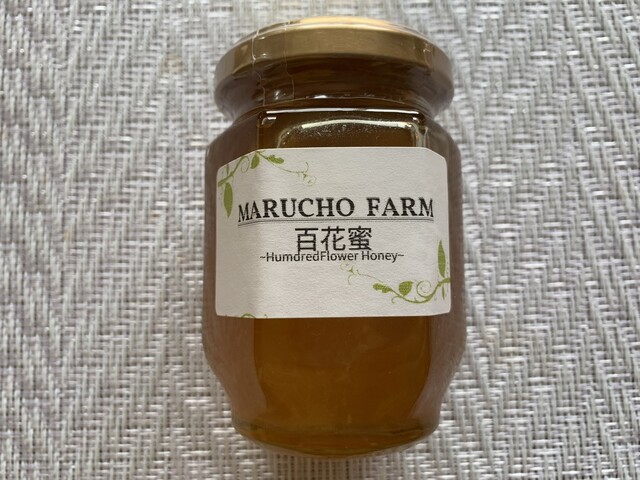 MARUCHO FARM
百花蜜
~HumdredFlower Honey~